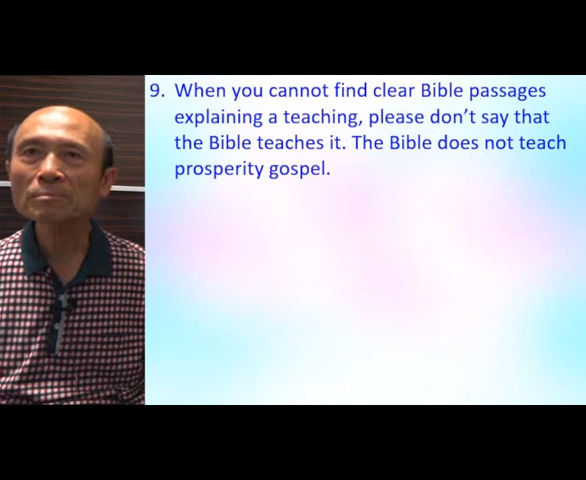 9. When you cannot find clear Bible passages
explaining a teaching, please don't say that
the Bible teaches it. The Bible does not teach
prosperity gospel.